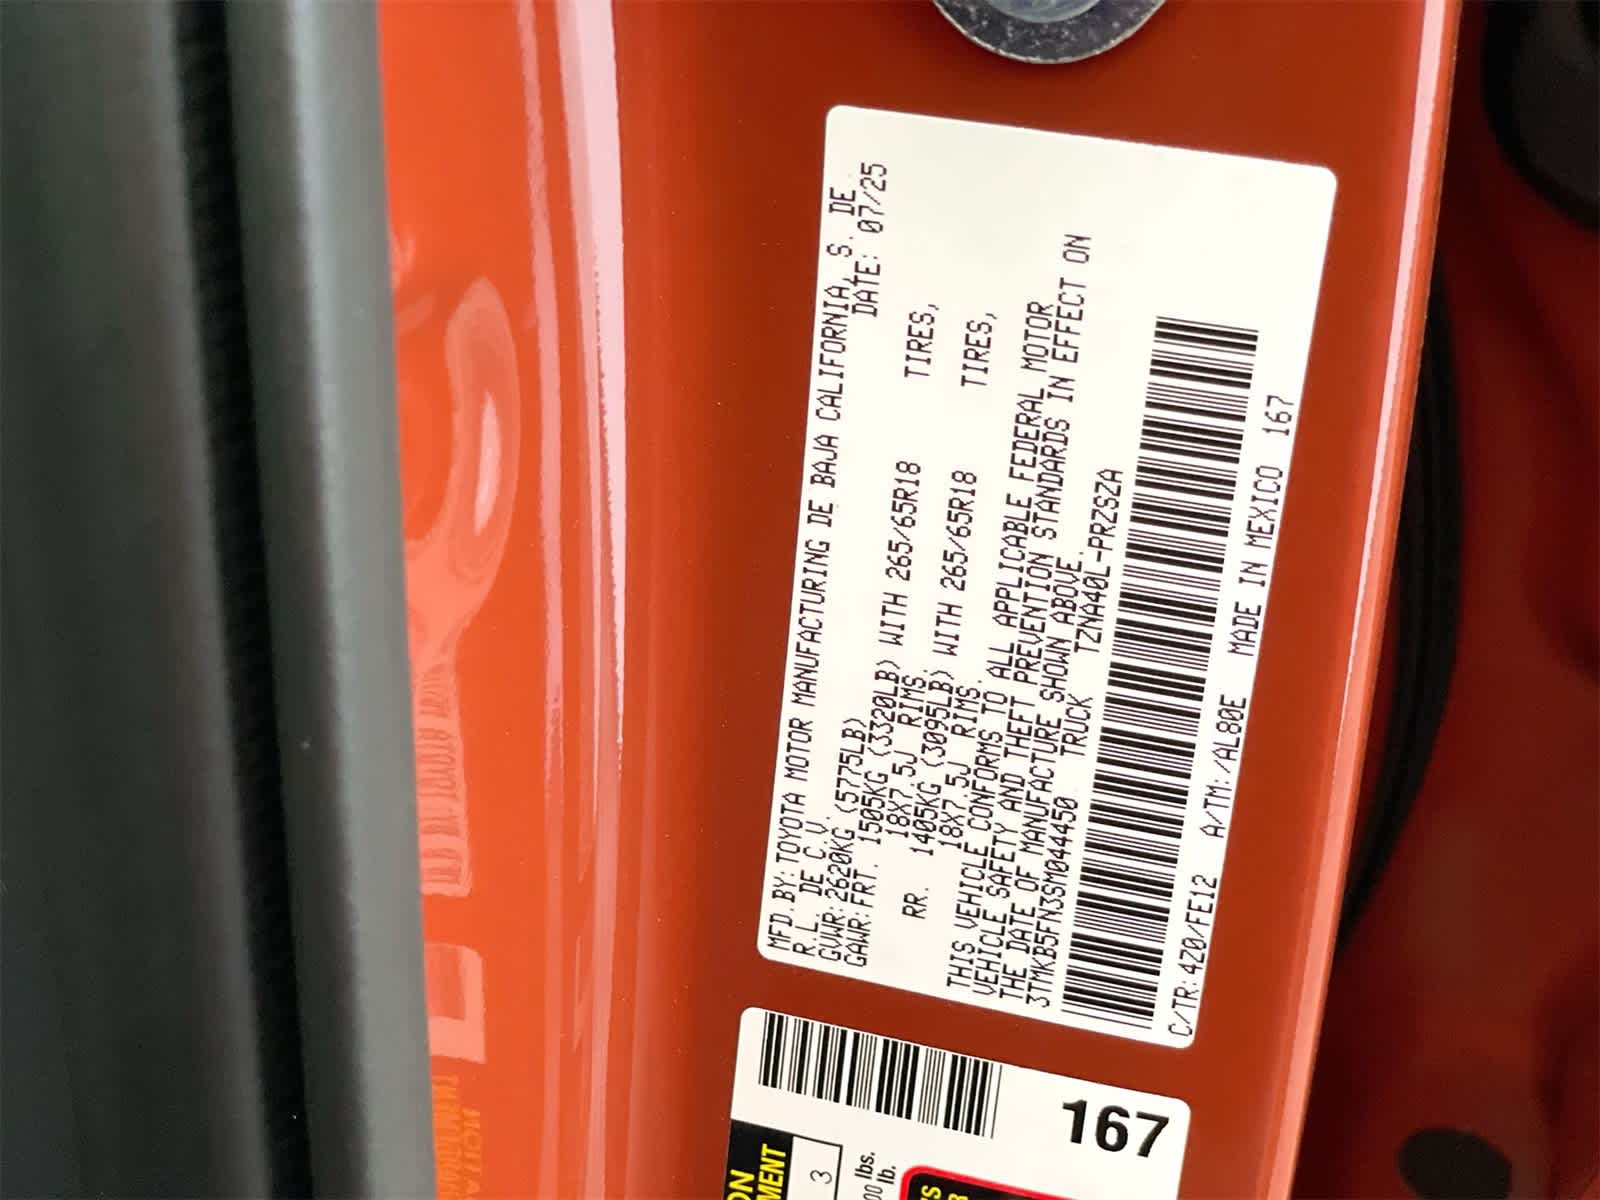 MFD.BY:TOYOTA MOTOR MANUFACTURING DE BAJA CALIFORNIA, S. DE
R.L. DE C.V. DATE: 07/25
GVWR:2620KG (5775LB)
GAWR:FRT. 1505KG (3320LB) WITH 265/65R18 TIRES,
18X7.5J RIMS.
RR. 1405KG (3095LB) WITH 265/65R18 TIRES,
18X7.5J RIMS.
THIS VEHICLE CONFORMS TO ALL APPLICABLE FEDERAL MOTOR
VEHICLE SAFETY AND THEFT PREVENTION STANDARDS IN EFFECT ON
THE DATE OF MANUFACTURE SHOWN ABOVE.
3TMKB5FN3SM044450 TRUCK TZNA40L-PRZSZA
C/TR:4Z0/FE12 A/TM:/AL80E MADE IN MEXICO 167
167
3
lbs.
lb.